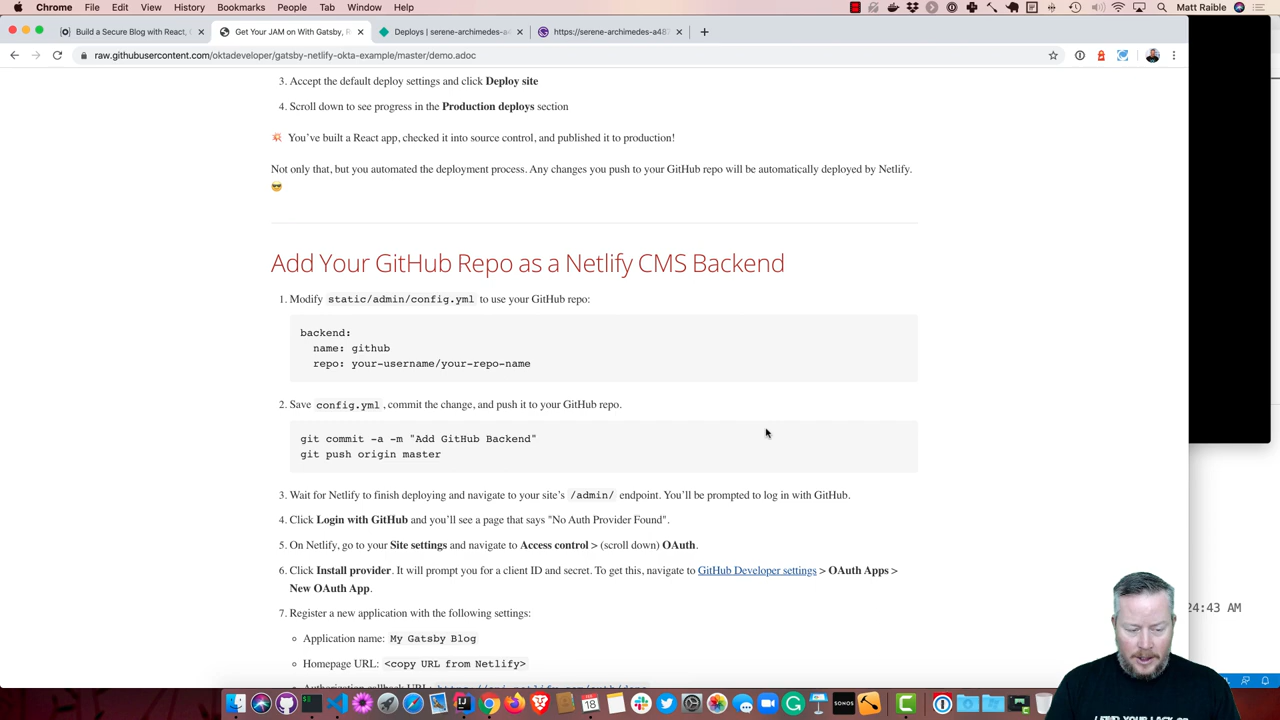 Chrome File Edit View History Bookmarks People Tab Window Help Matt Raible
Build a Secure Blog with React,
Get Your JAM on With Gatsby,
Deploys | serene-archimedes-a4
https://serene-archimedes-a487
raw.githubusercontent.com/oktadeveloper/gatsby-netlify-okta-example/master/demo.adoc
3. Accept the default deploy settings and click Deploy site
4. Scroll down to see progress in the Production deploys section
💥 You've built a React app, checked it into source control, and published it to production!
Not only that, but you automated the deployment process. Any changes you push to your GitHub repo will be automatically deployed by Netlify.
😎
Add Your GitHub Repo as a Netlify CMS Backend
1. Modify static/admin/config.yml to use your GitHub repo:
backend:
name: github
repo: your-username/your-repo-name
2. Save config.yml, commit the change, and push it to your GitHub repo.
git commit -a -m "Add GitHub Backend"
git push origin master
3. Wait for Netlify to finish deploying and navigate to your site's /admin/ endpoint. You'll be prompted to log in with GitHub.
4. Click Login with GitHub and you'll see a page that says "No Auth Provider Found".
5. On Netlify, go to your Site settings and navigate to Access control > (scroll down) OAuth.
6. Click Install provider. It will prompt you for a client ID and secret. To get this, navigate to GitHub Developer settings > OAuth Apps >
New OAuth App.
7. Register a new application with the following settings:
Application name: My Gatsby Blog
Homepage URL: <copy URL from Netlify>
:24:43 AM
18
SONOS